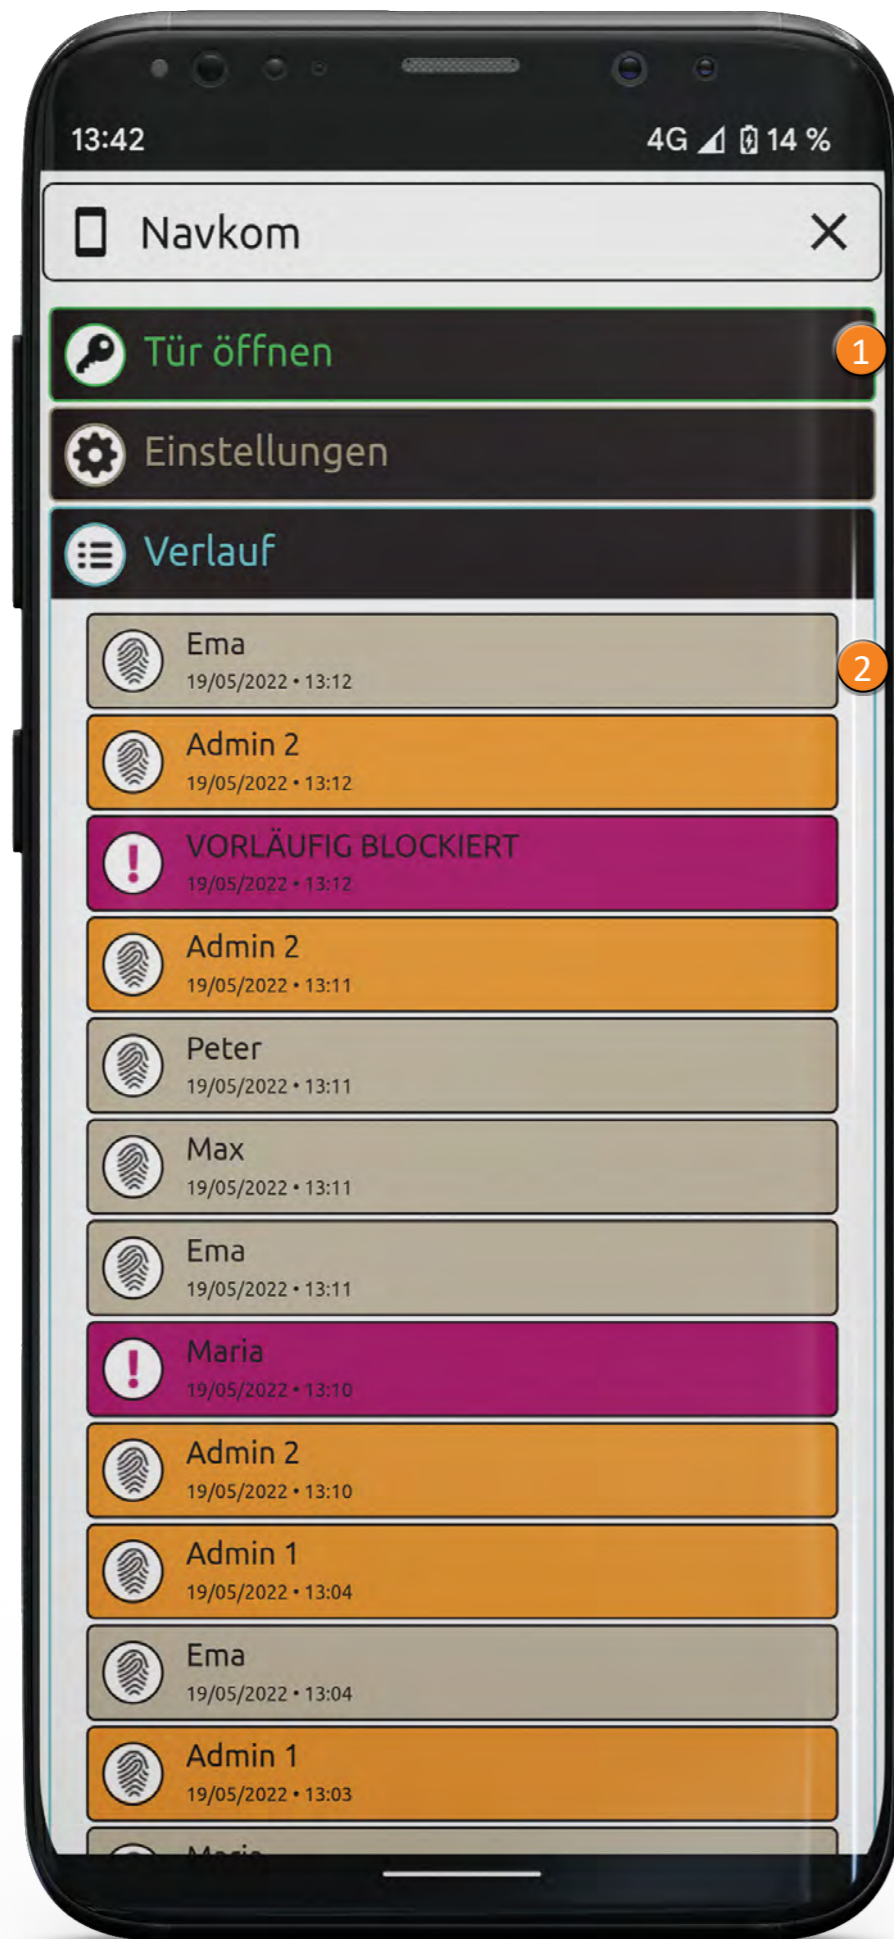 13:42
4G 14 %
Navkom
Tür öffnen
1
Einstellungen
Verlauf
Ema
19/05/2022 • 13:12
2
Admin 2
19/05/2022 • 13:12
VORLÄUFIG BLOCKIERT
19/05/2022 • 13:12
Admin 2
19/05/2022 • 13:11
Peter
19/05/2022 • 13:11
Max
19/05/2022 • 13:11
Ema
19/05/2022 • 13:11
Maria
19/05/2022 • 13:10
Admin 2
19/05/2022 • 13:10
Admin 1
19/05/2022 • 13:04
Ema
19/05/2022 • 13:04
Admin 1
19/05/2022 • 13:03
Maria